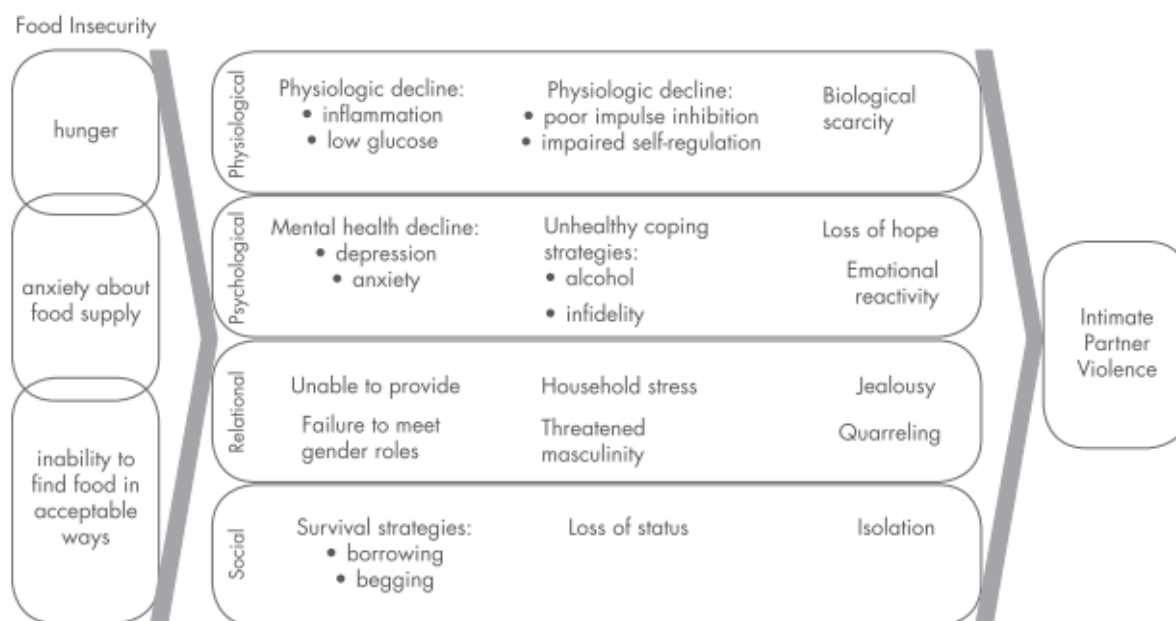 Food Insecurity
hunger
anxiety about
food supply
inability to
find food in
acceptable
ways
Physiological
Physiologic decline:
• inflammation
• low glucose
Physiologic decline:
• poor impulse inhibition
• impaired self-regulation
Biological
scarcity
Psychological
Mental health decline:
• depression
• anxiety
Unhealthy coping
strategies:
• alcohol
• infidelity
Loss of hope
Emotional
reactivity
Relational
Unable to provide
Failure to meet
gender roles
Household stress
Threatened
masculinity
Jealousy
Quarreling
Social
Survival strategies:
• borrowing
• begging
Loss of status
Isolation
Intimate
Partner
Violence